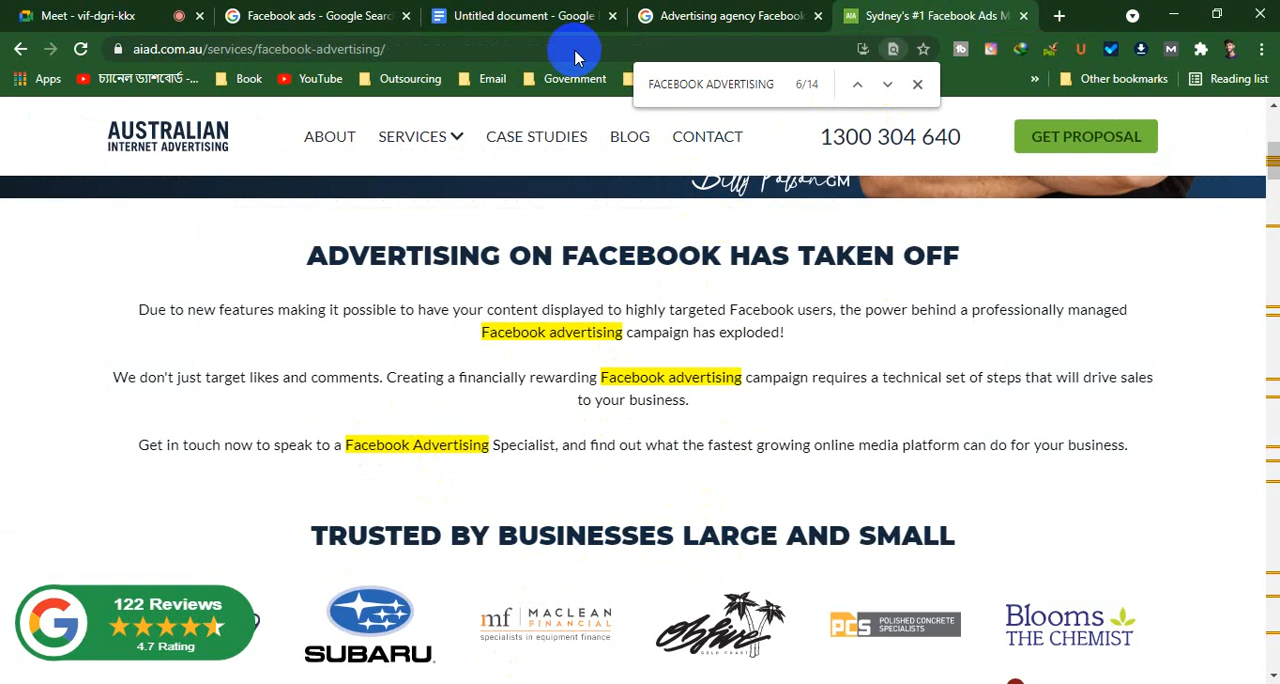 Meet - vif-dgri-kkx
Facebook ads - Google Searc
Untitled document - Google
Advertising agency Facebook
AIA Sydney's #1 Facebook Ads M
aiad.com.au/services/facebook-advertising/
Apps
চ্যানেল ড্যাশবোর্ড -...
Book
YouTube
Outsourcing
Email
Government
»
Other bookmarks
Reading list
FACEBOOK ADVERTISING 6/14
AUSTRALIAN
INTERNET ADVERTISING
ABOUT SERVICES CASE STUDIES BLOG CONTACT
1300 304 640
GET PROPOSAL
Billy Polson GM
ADVERTISING ON FACEBOOK HAS TAKEN OFF
Due to new features making it possible to have your content displayed to highly targeted Facebook users, the power behind a professionally managed
Facebook advertising campaign has exploded!
We don't just target likes and comments. Creating a financially rewarding Facebook advertising campaign requires a technical set of steps that will drive sales
to your business.
Get in touch now to speak to a Facebook Advertising Specialist, and find out what the fastest growing online media platform can do for your business.
TRUSTED BY BUSINESSES LARGE AND SMALL
122 Reviews
4.7 Rating
SUBARU
mf MACLEAN
FINANCIAL
specialists in equipment finance
GOLD COAST
PCS POLISHED CONCRETE
SPECIALISTS
Blooms
THE CHEMIST